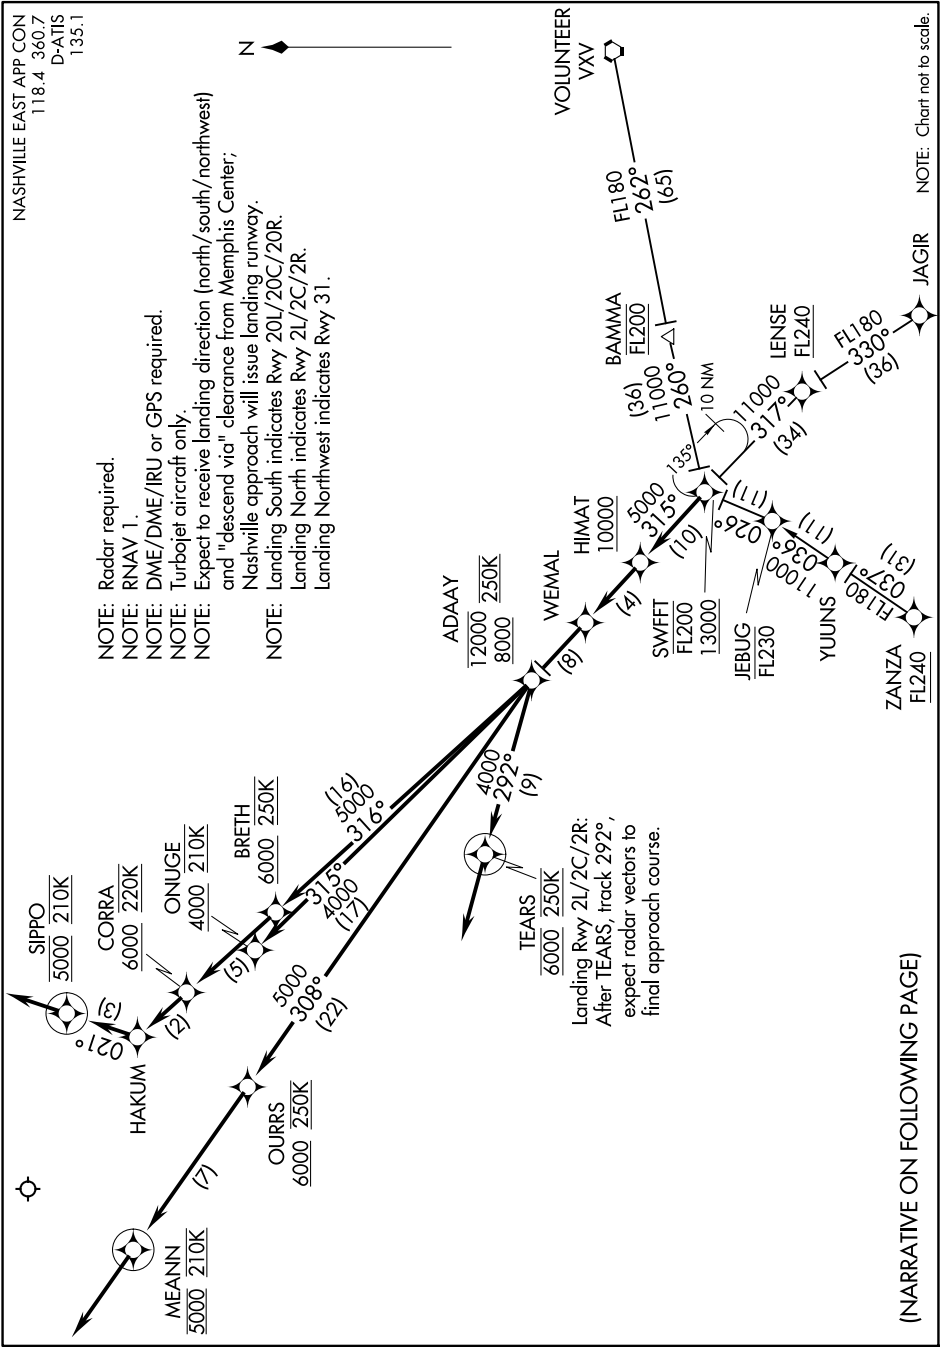 NASHVILLE EAST APP CON
118.4 360.7
D-ATIS
135.1
N
NOTE: Radar required.
NOTE: RNAV 1.
NOTE: DME/DME/IRU or GPS required.
NOTE: Turbojet aircraft only.
NOTE: Expect to receive landing direction (north/south/northwest)
and "descend via" clearance from Memphis Center;
Nashville approach will issue landing runway.
NOTE: Landing South indicates Rwy 20L/20C/20R.
Landing North indicates Rwy 2L/2C/2R.
Landing Northwest indicates Rwy 31.
SIPPO
5000 210K
CORRA
6000 220K
ONUGE
4000 210K
BRETH
6000 250K
HAKUM
021°
(3)
(2)
(5)
(16)
5000
316°
315°
4000
(17)
5000
308°
(22)
MEANN
5000 210K
(7)
OURRS
6000 250K
ADAAY
12000 250K
8000
4000
292°
(9)
TEARS
6000 250K
Landing Rwy 2L/2C/2R:
After TEARS, track 292°,
expect radar vectors to
final approach course.
(8)
WEMAL
(4)
HIMAT
10000
5000
315°
(10)
SWFFT
FL200
13000
135°
10 NM
VOLUNTEER
VXV
FL180
262°
(65)
BAMMA
FL200
(36)
11000
260°
LENSE
FL240
11000
317°
(34)
FL180
330°
(36)
JAGIR
(11)
026°
JEBUG
FL230
(11)
036°
11000
YUUNS
(31)
037°
FL180
ZANZA
FL240
NOTE: Chart not to scale.
(NARRATIVE ON FOLLOWING PAGE)